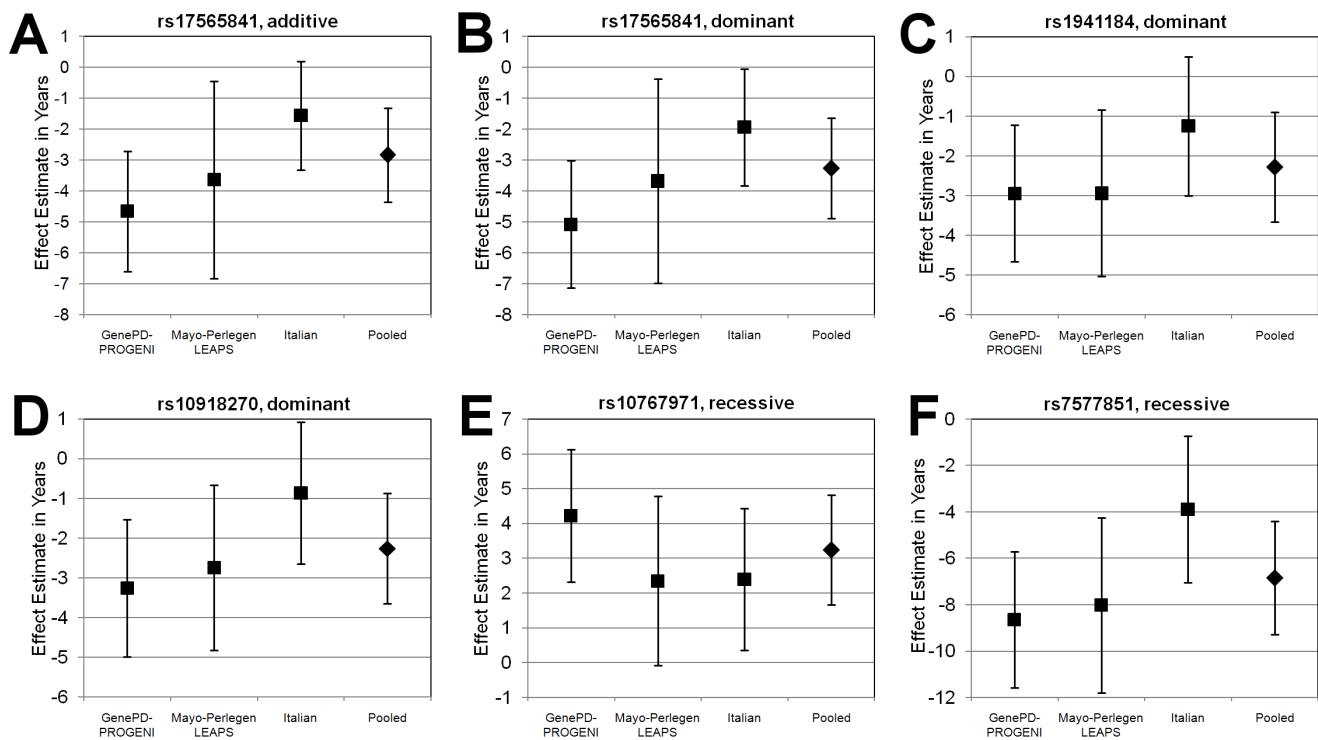 A
rs17565841, additive
Effect Estimate in Years
1
0
-1
-2
-3
-4
-5
-6
-7
-8
GenePD-
PROGENI
Mayo-Perlegen
LEAPS
Italian
Pooled
B
rs17565841, dominant
Effect Estimate in Years
1
0
-1
-2
-3
-4
-5
-6
-7
-8
GenePD-
PROGENI
Mayo-Perlegen
LEAPS
Italian
Pooled
C
rs1941184, dominant
Effect Estimate in Years
1
0
-1
-2
-3
-4
-5
-6
GenePD-
PROGENI
Mayo-Perlegen
LEAPS
Italian
Pooled
D
rs10918270, dominant
Effect Estimate in Years
1
0
-1
-2
-3
-4
-5
-6
GenePD-
PROGENI
Mayo-Perlegen
LEAPS
Italian
Pooled
E
rs10767971, recessive
Effect Estimate in Years
7
6
5
4
3
2
1
0
-1
GenePD-
PROGENI
Mayo-Perlegen
LEAPS
Italian
Pooled
F
rs7577851, recessive
Effect Estimate in Years
0
-2
-4
-6
-8
-10
-12
GenePD-
PROGENI
Mayo-Perlegen
LEAPS
Italian
Pooled